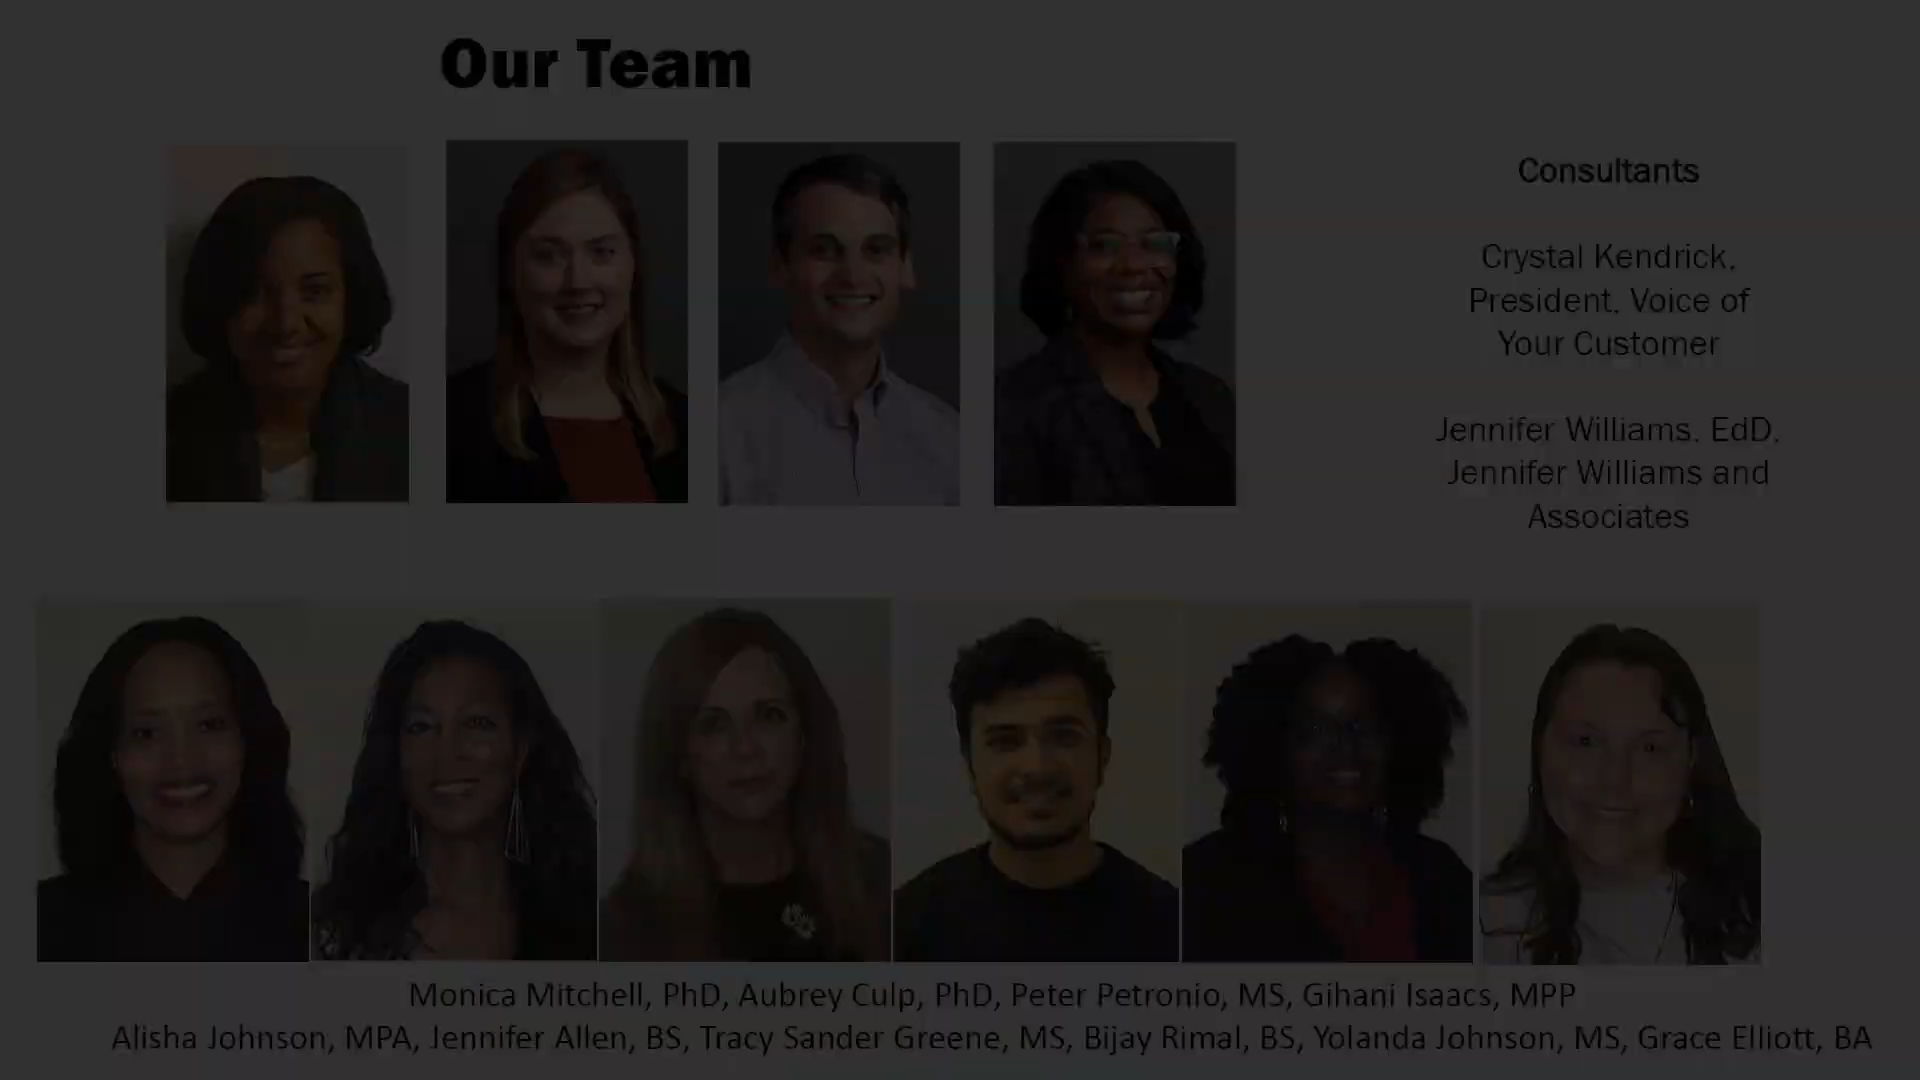 Our Team
Consultants
Crystal Kendrick,
President, Voice of
Your Customer
Jennifer Williams, EdD,
Jennifer Williams and
Associates
Monica Mitchell, PhD, Aubrey Culp, PhD, Peter Petronio, MS, Gihani Isaacs, MPP
Alisha Johnson, MPA, Jennifer Allen, BS, Tracy Sander Greene, MS, Bijay Rimal, BS, Yolanda Johnson, MS, Grace Elliott, BA